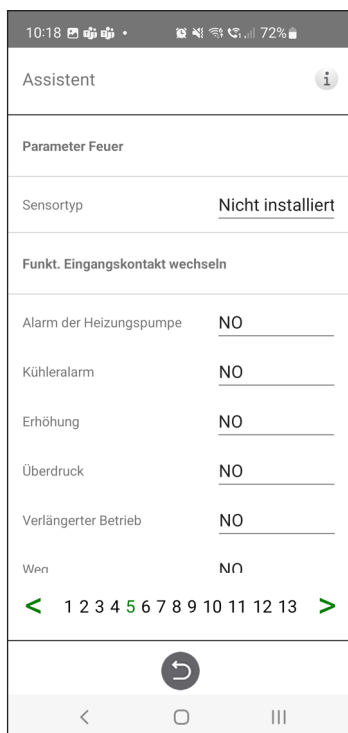 10:18 72%
Assistent i
Parameter Feuer
Sensortyp Nicht installiert
Funkt. Eingangskontakt wechseln
Alarm der Heizungspumpe NO
Kühleralarm NO
Erhöhung NO
Überdruck NO
Verlängerter Betrieb NO
Weg NO
< 1 2 3 4 5 6 7 8 9 10 11 12 13 >